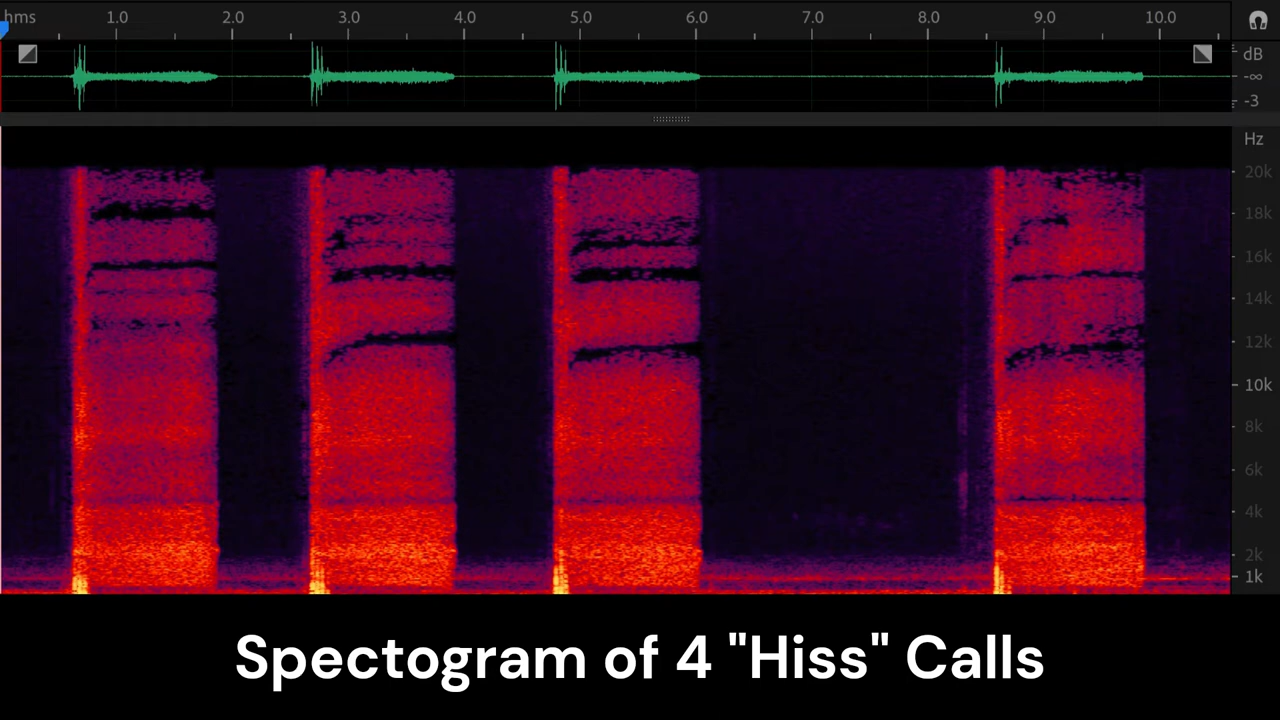 hms 1.0 2.0 3.0 4.0 5.0 6.0 7.0 8.0 9.0 10.0
dB
-∞
-3
Hz
20k
18k
16k
14k
12k
10k
8k
6k
4k
2k
1k
Spectogram of 4 "Hiss" Calls